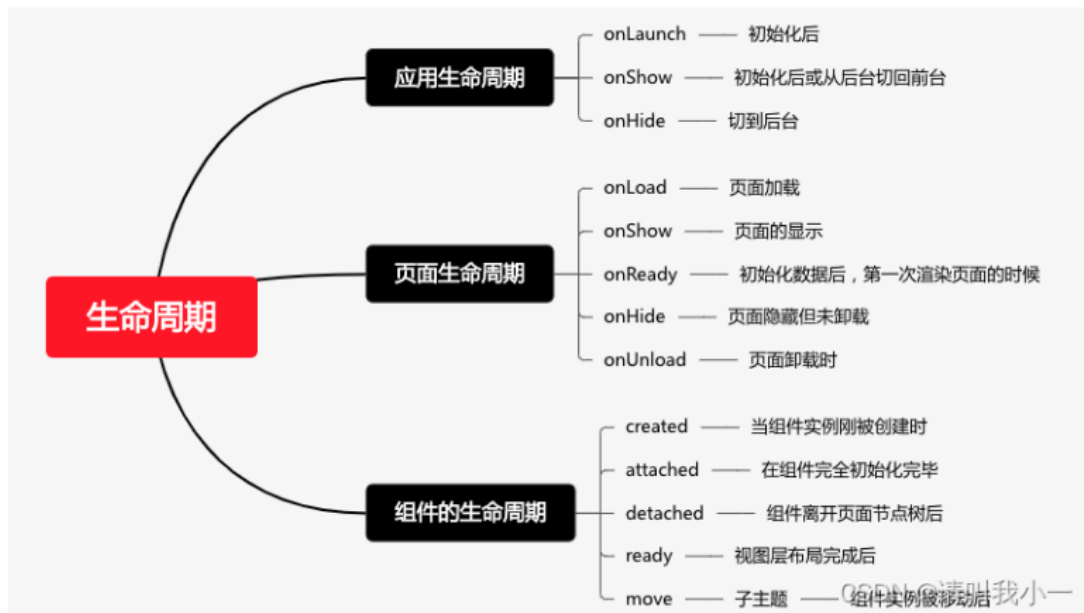 生命周期
应用生命周期
onLaunch 初始化后
onShow 初始化后或从后台切回前台
onHide 切到后台
页面生命周期
onLoad 页面加载
onShow 页面的显示
onReady 初始化数据后，第一次渲染页面的时候
onHide 页面隐藏但未卸载
onUnload 页面卸载时
组件的生命周期
created 当组件实例刚被创建时
attached 在组件完全初始化完毕
detached 组件离开页面节点树后
ready 视图层布局完成后
move 子主题 组件实例被移动后
CSDN @请叫我小一